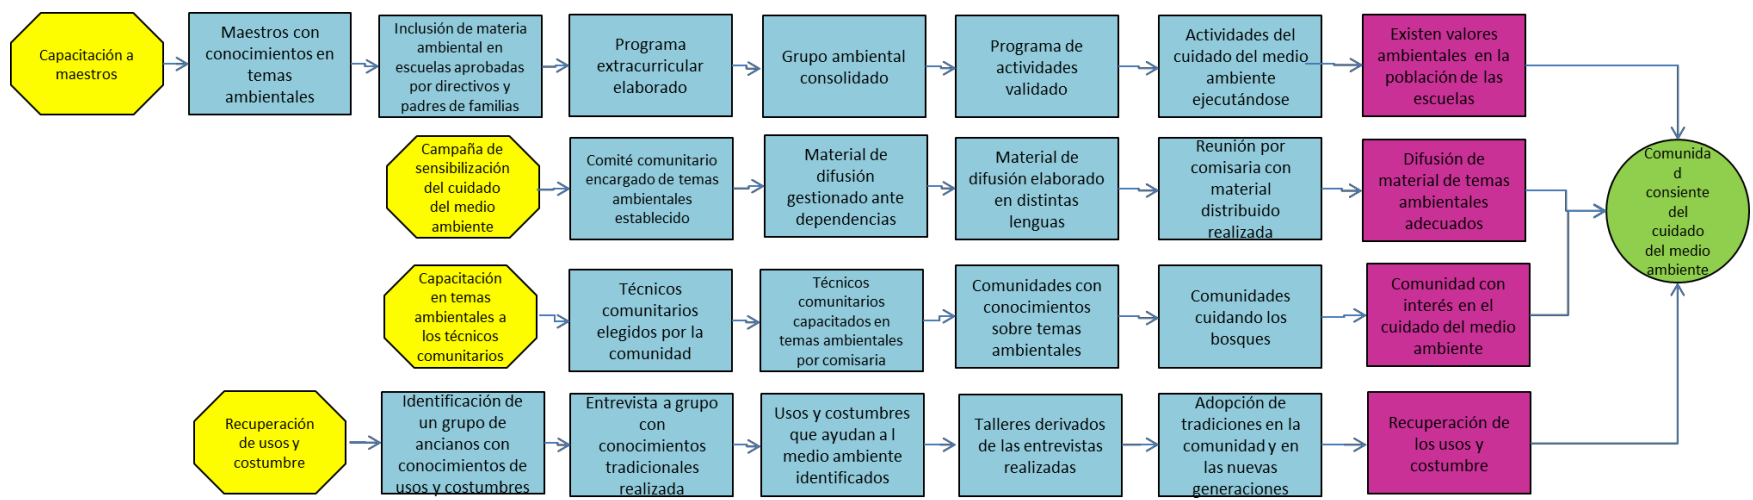 Capacitación a
maestros
Maestros con
conocimientos en
temas
ambientales
Inclusión de materia
ambiental en
escuelas aprobadas
por directivos y
padres de familias
Programa
extracurricular
elaborado
Grupo ambiental
consolidado
Programa de
actividades
validado
Actividades del
cuidado del medio
ambiente
ejecutándose
Existen valores
ambientales en la
población de las
escuelas
Campaña de
sensibilización
del cuidado
del medio
ambiente
Comité comunitario
encargado de temas
ambientales
establecido
Material de
difusión
gestionado ante
dependencias
Material de
difusión elaborado
en distintas
lenguas
Reunión por
comisaria con
material
distribuido
realizada
Difusión de
material de temas
ambientales
adecuados
Comunida
d
consiente
del
cuidado
del medio
ambiente
Capacitación
en temas
ambientales a
los técnicos
comunitarios
Técnicos
comunitarios
elegidos por la
comunidad
Técnicos
comunitarios
capacitados en
temas ambientales
por comisaria
Comunidades con
conocimientos
sobre temas
ambientales
Comunidades
cuidando los
bosques
Comunidad con
interés en el
cuidado del medio
ambiente
Recuperación
de usos y
costumbre
Identificación de
un grupo de
ancianos con
conocimientos de
usos y costumbres
Entrevista a grupo
con
conocimientos
tradicionales
realizada
Usos y costumbres
que ayudan a l
medio ambiente
identificados
Talleres derivados
de las entrevistas
realizadas
Adopción de
tradiciones en la
comunidad y en
las nuevas
generaciones
Recuperación de
los usos y
costumbre